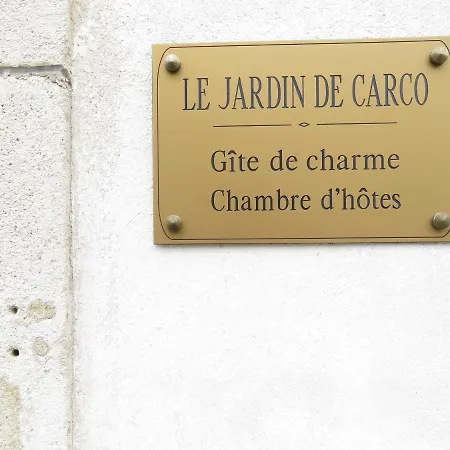 LE JARDIN DE CARCO
Gîte de charme
Chambre d'hôtes